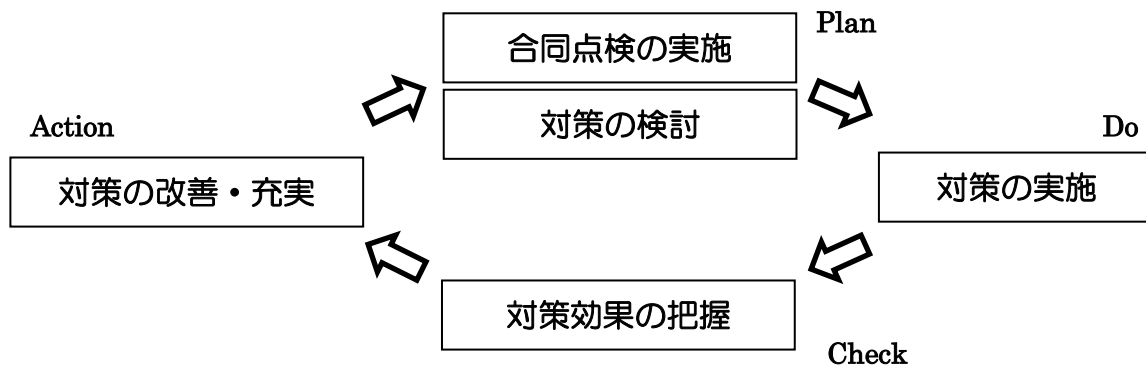 Plan
合同点検の実施
対策の検討
Do
対策の実施
Check
対策効果の把握
Action
対策の改善・充実